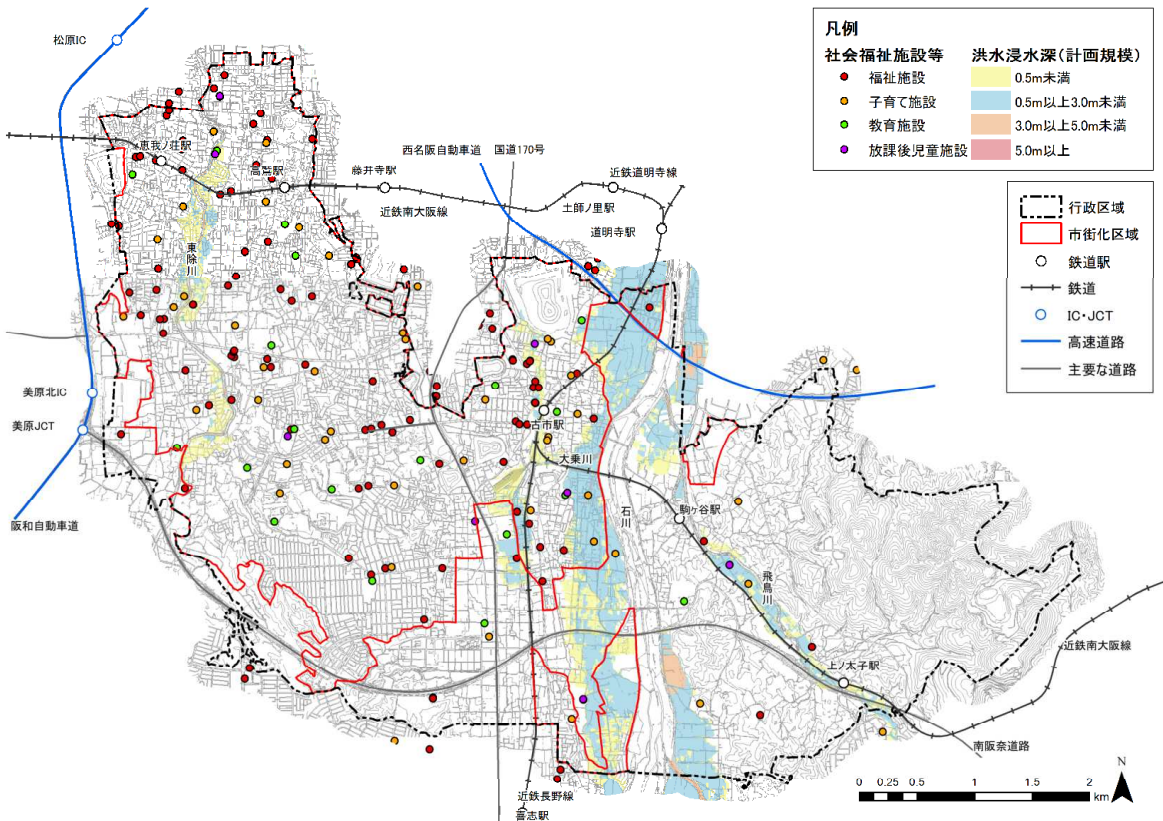 凡例
社会福祉施設等
福祉施設
子育て施設
教育施設
放課後児童施設
洪水浸水深(計画規模)
0.5m未満
0.5m以上3.0m未満
3.0m以上5.0m未満
5.0m以上
行政区域
市街化区域
鉄道駅
鉄道
IC・JCT
高速道路
主要な道路
松原IC
恵我ノ荘駅
高鷲駅
藤井寺駅
近鉄南大阪線
西名阪自動車道
国道170号
近鉄道明寺線
土師ノ里駅
道明寺駅
東除川
美原北IC
美原JCT
阪和自動車道
古市駅
大乗川
石川
駒ヶ谷駅
飛鳥川
上ノ太子駅
近鉄南大阪線
南阪奈道路
近鉄長野線
喜志駅
N
0 0.25 0.5 1 1.5 2
km